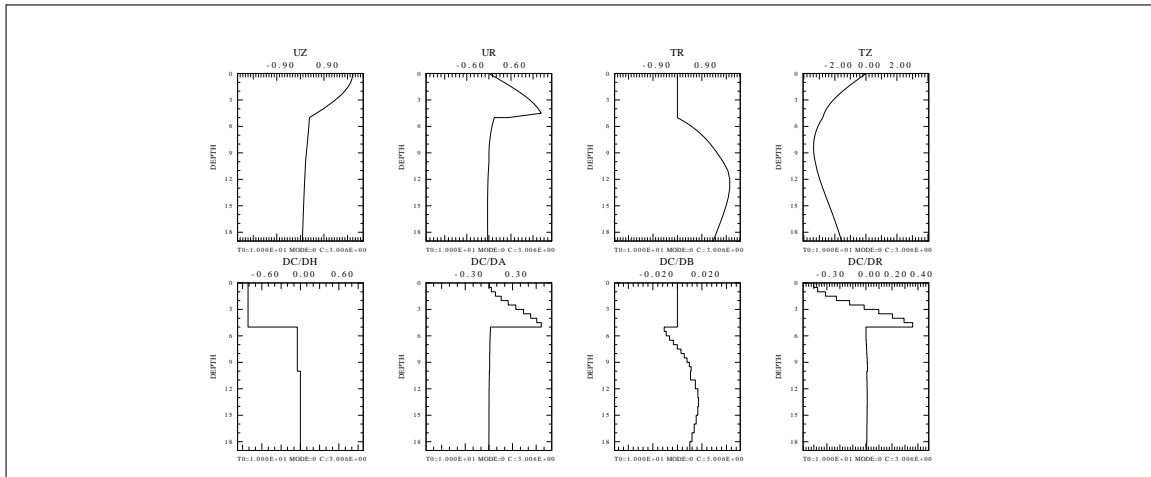 UZ UR TR TZ
-0.90 0.90 -0.60 0.60 -0.90 0.90 -2.00 0.00 2.00
0 0 0 0
3 3 3 3
6 6 6 6
DEPTH DEPTH DEPTH DEPTH
9 9 9 9
12 12 12 12
15 15 15 15
18 18 18 18
T0=1.000E+01 MODE=0 C=3.006E+00 T0=1.000E+01 MODE=0 C=3.006E+00 T0=1.000E+01 MODE=0 C=3.006E+00 T0=1.000E+01 MODE=0 C=3.006E+00
DC/DH DC/DA DC/DB DC/DR
-0.60 0.00 0.60 -0.30 0.30 -0.020 0.020 -0.30 0.00 0.20 0.40
0 0 0 0
3 3 3 3
6 6 6 6
DEPTH DEPTH DEPTH DEPTH
9 9 9 9
12 12 12 12
15 15 15 15
18 18 18 18
T0=1.000E+01 MODE=0 C=3.006E+00 T0=1.000E+01 MODE=0 C=3.006E+00 T0=1.000E+01 MODE=0 C=3.006E+00 T0=1.000E+01 MODE=0 C=3.006E+00